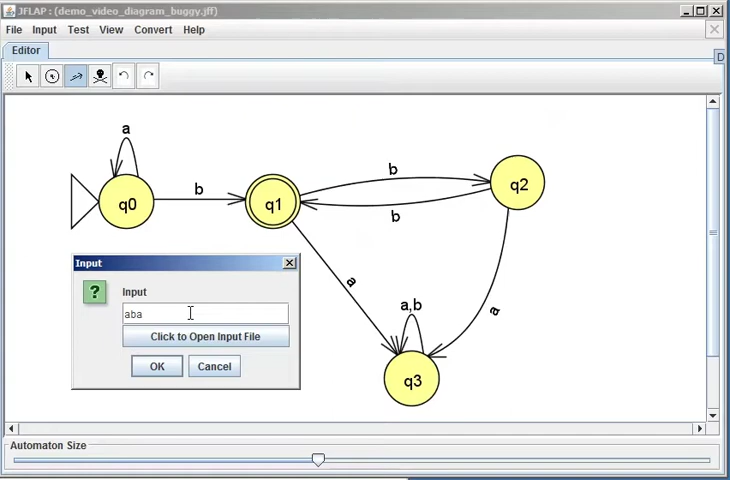 JFLAP : (demo_video_diagram_buggy.jff)
File Input Test View Convert Help
Editor
D
a
b
b
b
q0
q1
q2
a
a
a,b
q3
Input
?
Input
aba
Click to Open Input File
OK Cancel
Automaton Size